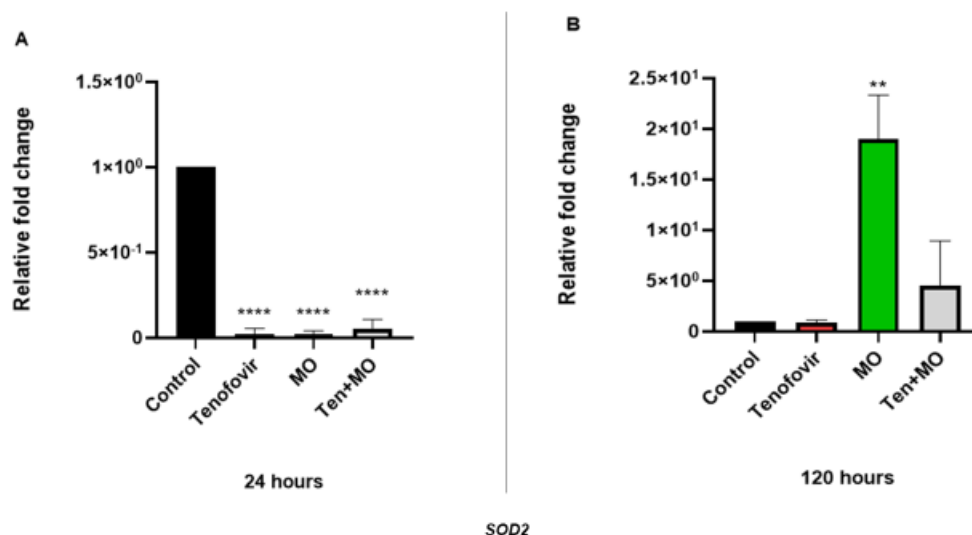 A
Relative fold change
1.5×10⁰
1×10⁰
5×10⁻¹
0
****
****
****
Control
Tenofovir
MO
Ten+MO
24 hours
B
Relative fold change
2.5×10¹
2×10¹
1.5×10¹
1×10¹
5×10⁰
0
**
Control
Tenofovir
MO
Ten+MO
120 hours
SOD2